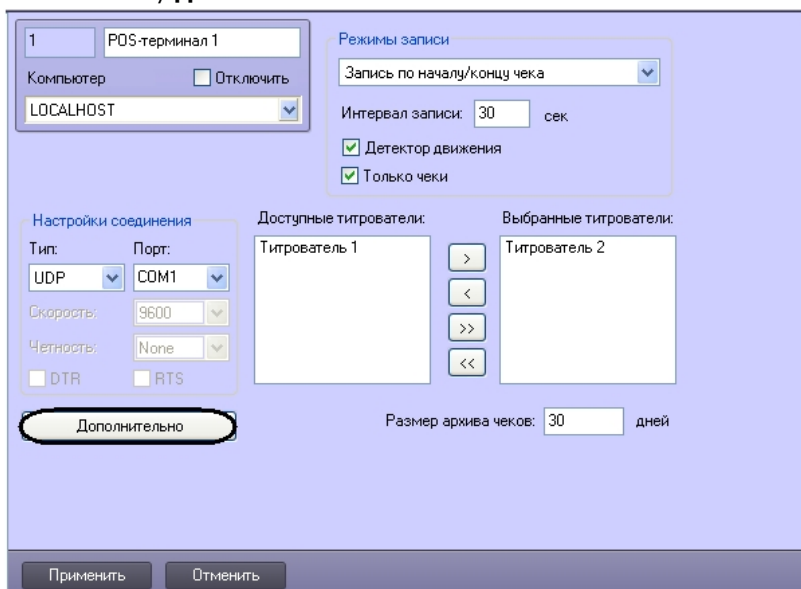 1 POS-терминал 1
Компьютер Отключить
LOCALHOST
Режимы записи
Запись по началу/концу чека
Интервал записи: 30 сек
Детектор движения
Только чеки
Настройки соединения
Тип: Порт:
UDP COM1
Скорость: 9600
Четность: None
DTR RTS
Доступные титрователи:
Титрователь 1
>
<
>>
<<
Выбранные титрователи:
Титрователь 2
Дополнительно
Размер архива чеков: 30 дней
Применить Отменить